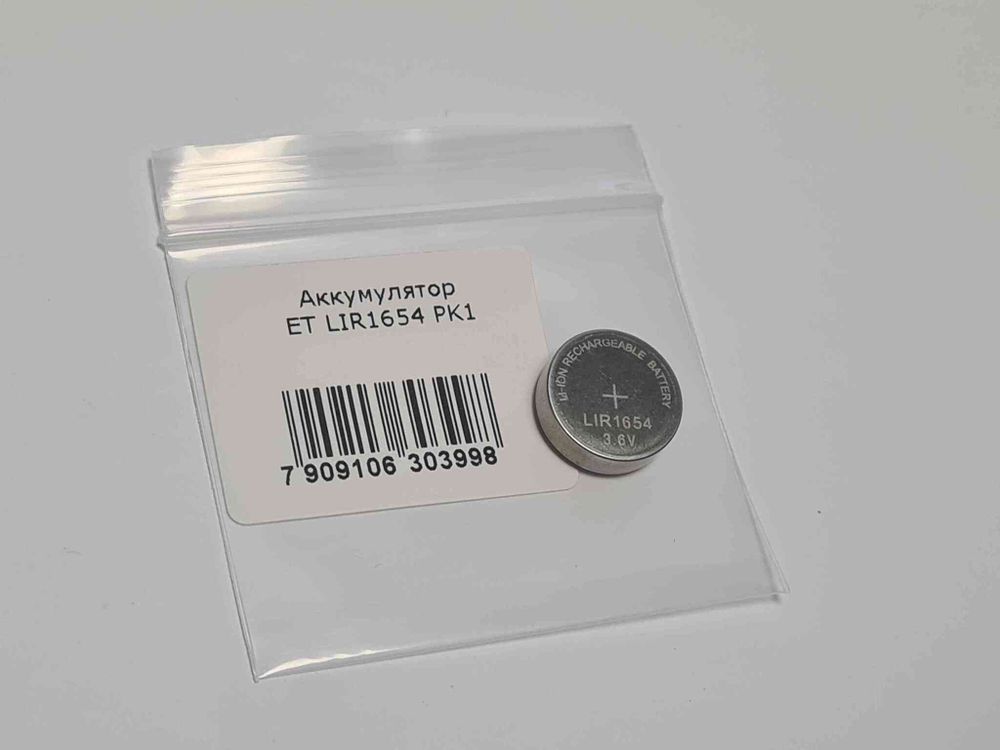 Аккумулятор
ET LIR1654 PK1
7 909106 303998
LI-ION RECHARGEABLE BATTERY
+
LIR1654
3.6V